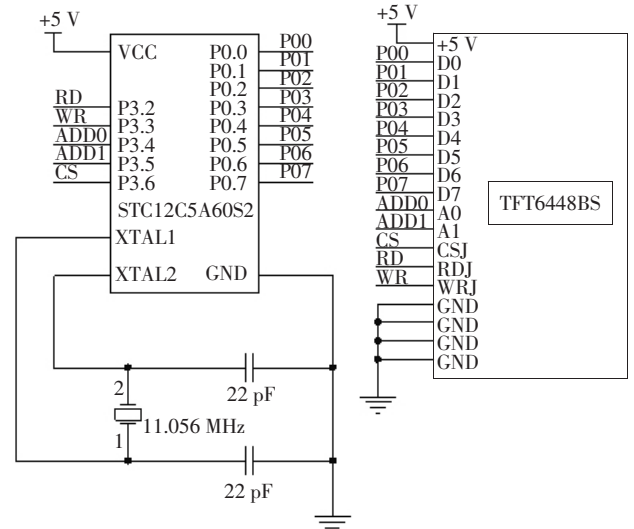 +5 V
VCC
P0.0 P00
P0.1 P01
P0.2 P02
RD P3.2 P0.3 P03
WR P3.3 P0.4 P04
ADD0 P3.4 P0.5 P05
ADD1 P3.5 P0.6 P06
CS P3.6 P0.7 P07
STC12C5A60S2
XTAL1
XTAL2 GND
22 pF
2
11.056 MHz
1
22 pF
+5 V
+5 V
P00 D0
P01 D1
P02 D2
P03 D3
P04 D4
P05 D5
P06 D6
P07 D7
ADD0 A0
ADD1 A1
CS CSJ
RD RDJ
WR WRJ
GND
GND
GND
GND
TFT6448BS